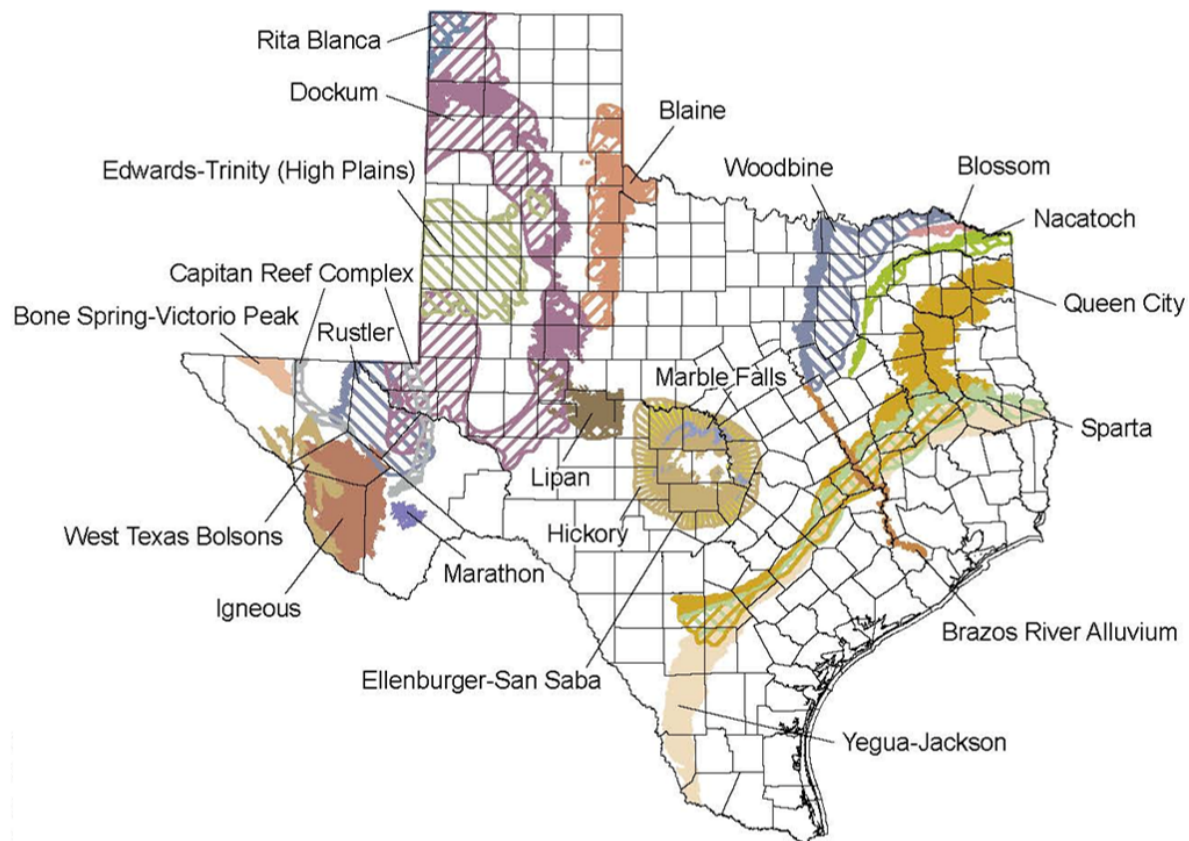 Rita Blanca
Dockum
Blaine
Edwards-Trinity (High Plains)
Woodbine
Blossom
Nacatoch
Capitan Reef Complex
Queen City
Bone Spring-Victorio Peak
Rustler
Marble Falls
Sparta
Lipan
West Texas Bolsons
Hickory
Marathon
Igneous
Brazos River Alluvium
Ellenburger-San Saba
Yegua-Jackson